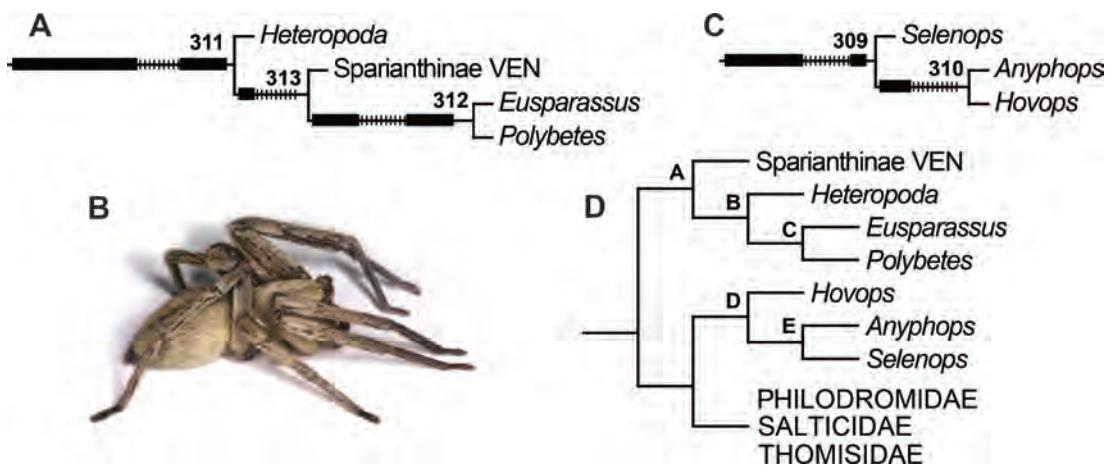 A
311
Heteropoda
313
Sparianthinae VEN
312
Eusparassus
Polybetes
B
C
309
Selenops
310
Anyphops
Hovops
D
A
Sparianthinae VEN
B
Heteropoda
C
Eusparassus
Polybetes
D
Hovops
E
Anyphops
Selenops
PHILODROMIDAE
SALTICIDAE
THOMISIDAE